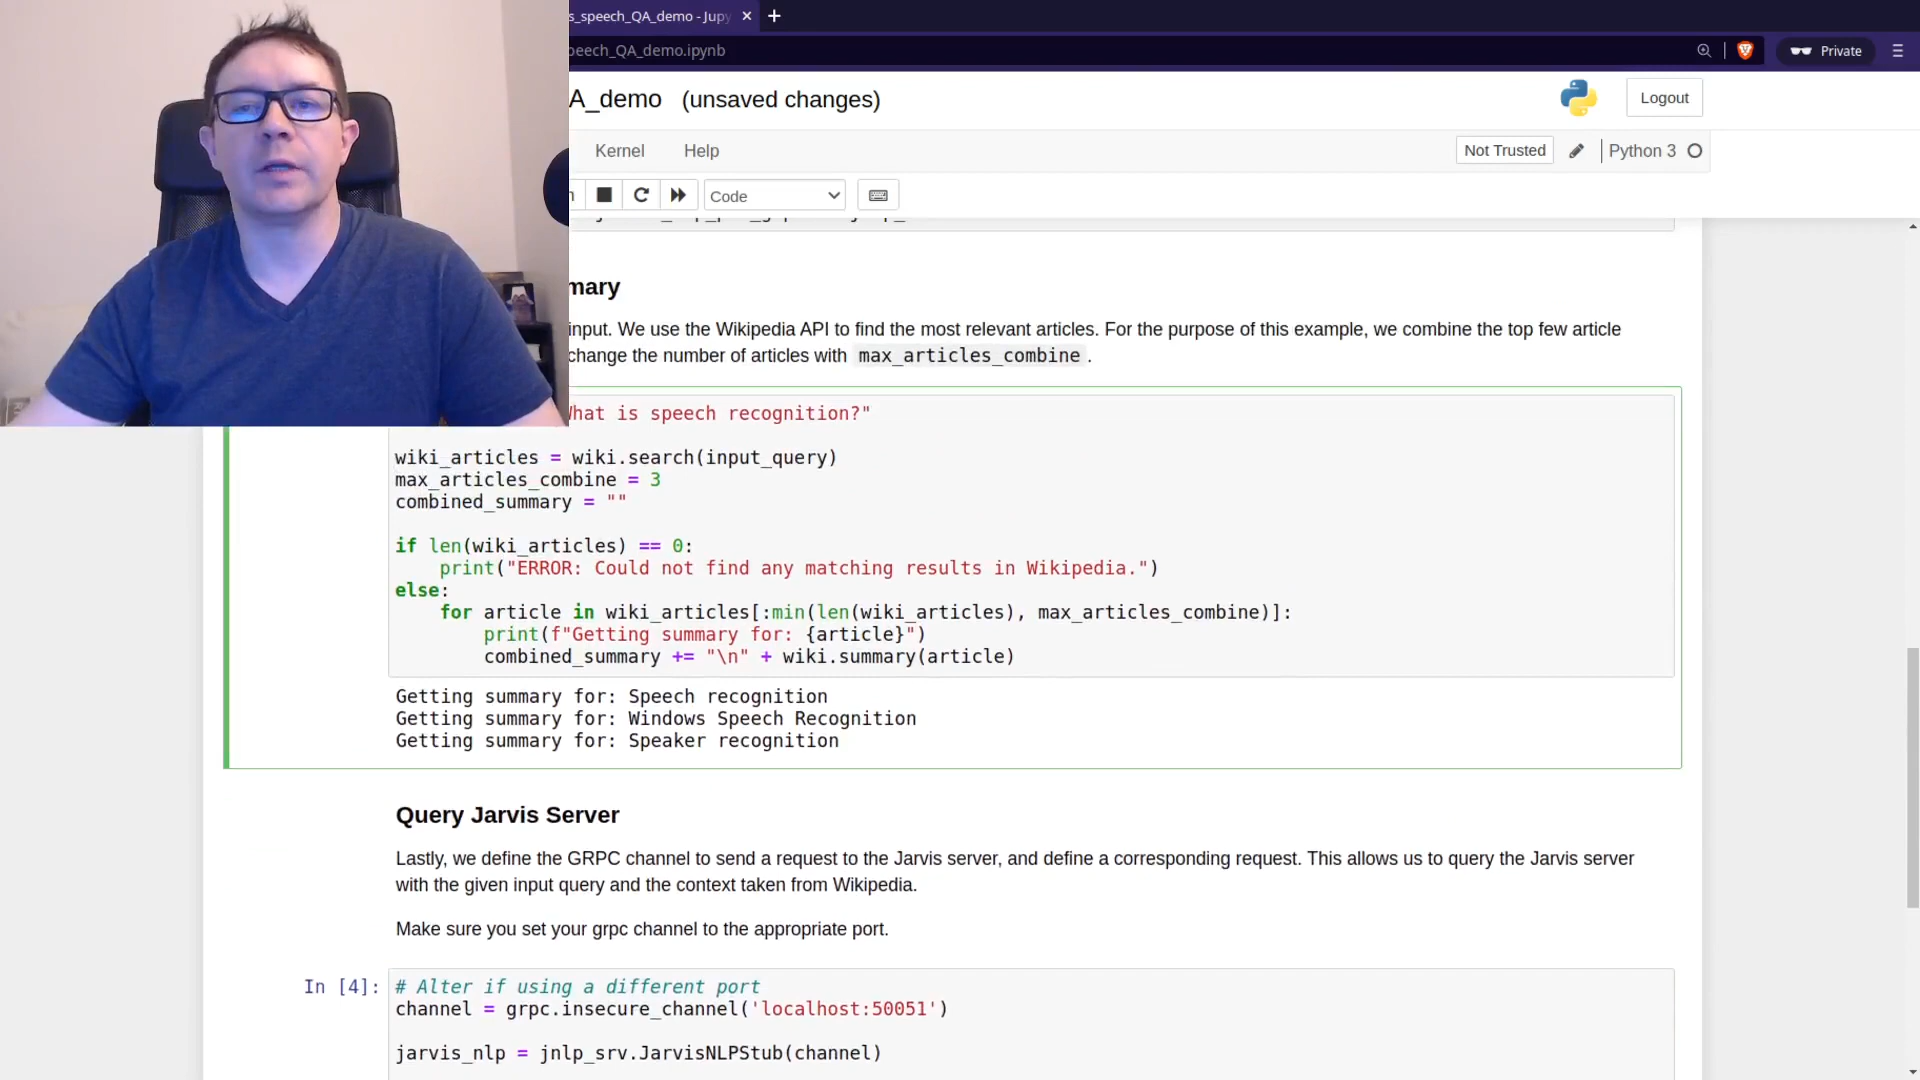 s_speech_QA_demo - Jupy
peech_QA_demo.ipynb
Private
A_demo (unsaved changes)
Logout
Kernel Help
Not Trusted
Python 3
Code
mary
input. We use the Wikipedia API to find the most relevant articles. For the purpose of this example, we combine the top few article
change the number of articles with max_articles_combine .
What is speech recognition?"
wiki_articles = wiki.search(input_query)
max_articles_combine = 3
combined_summary = ""
if len(wiki_articles) == 0:
print("ERROR: Could not find any matching results in Wikipedia.")
else:
for article in wiki_articles[:min(len(wiki_articles), max_articles_combine)]:
print(f"Getting summary for: {article}")
combined_summary += "\n" + wiki.summary(article)
Getting summary for: Speech recognition
Getting summary for: Windows Speech Recognition
Getting summary for: Speaker recognition
Query Jarvis Server
Lastly, we define the GRPC channel to send a request to the Jarvis server, and define a corresponding request. This allows us to query the Jarvis server
with the given input query and the context taken from Wikipedia.
Make sure you set your grpc channel to the appropriate port.
In [4]:
# Alter if using a different port
channel = grpc.insecure_channel('localhost:50051')
jarvis_nlp = jnlp_srv.JarvisNLPStub(channel)